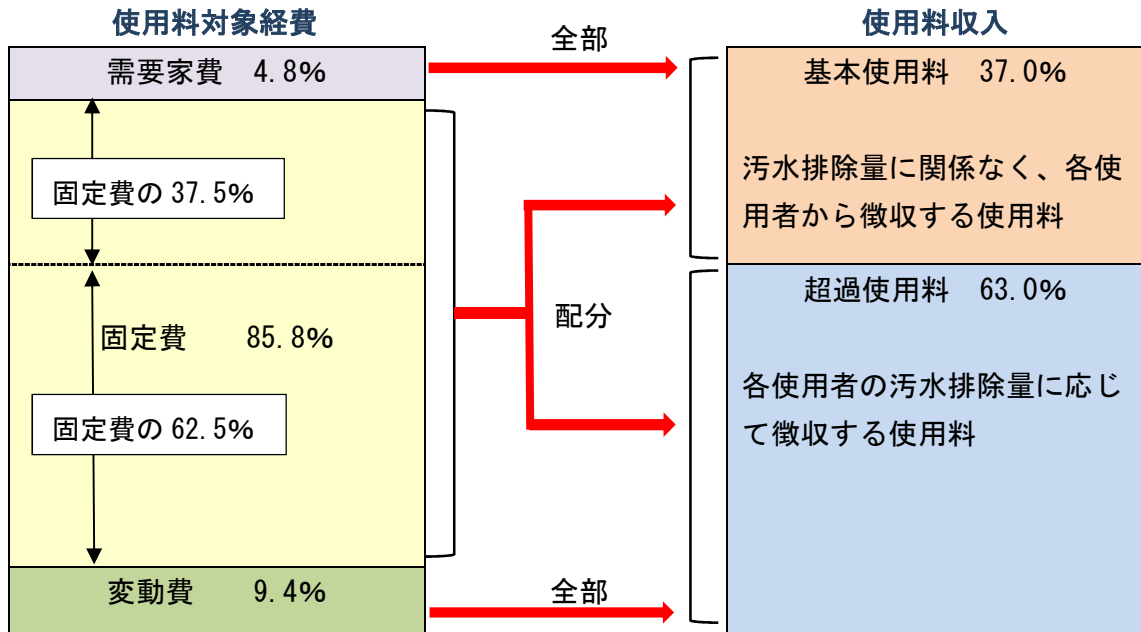 使用料対象経費
使用料収入
需要家費 4.8%
全部
基本使用料 37.0%
固定費の 37.5%
汚水排除量に関係なく、各使
用者から徴収する使用料
超過使用料 63.0%
配分
固定費 85.8%
各使用者の汚水排除量に応じ
て徴収する使用料
固定費の 62.5%
変動費 9.4%
全部